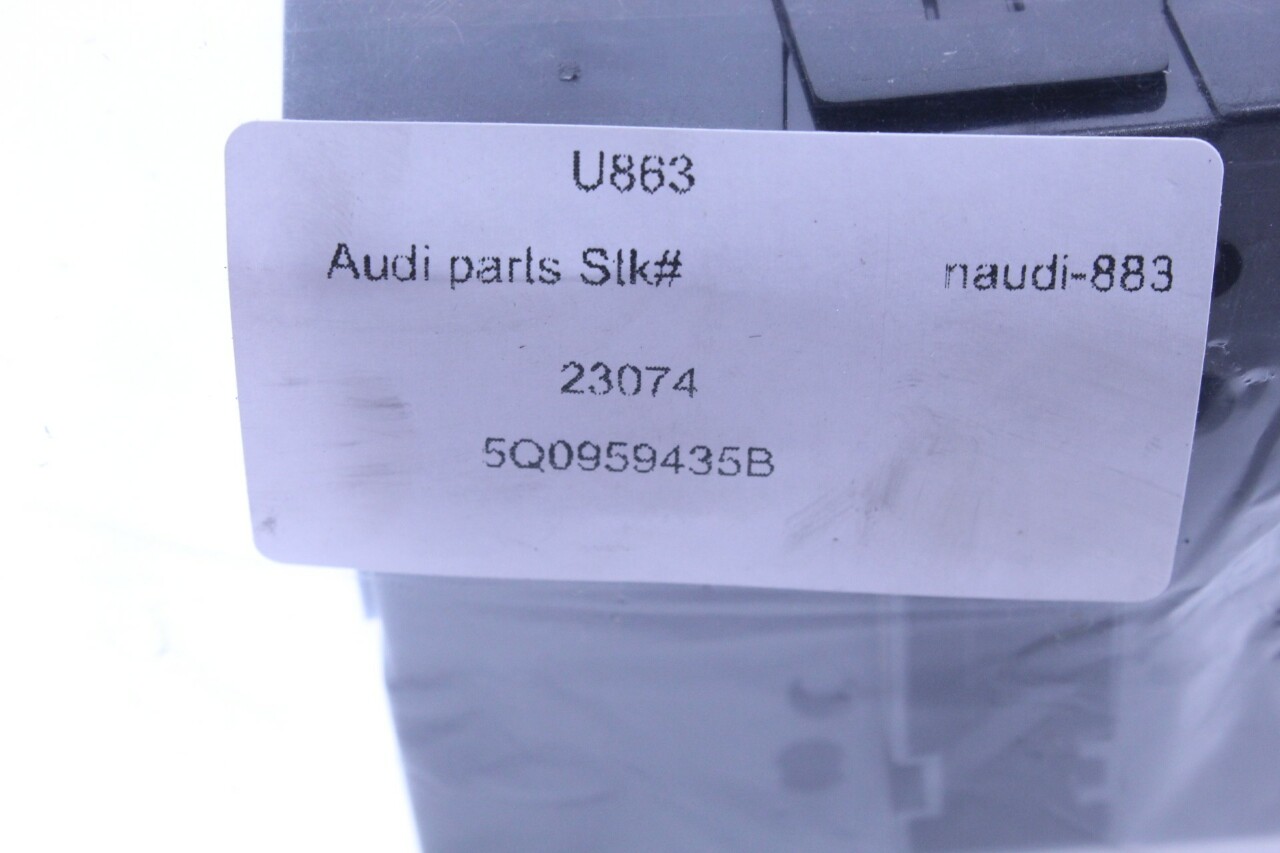 U863
Audi parts Stk# naudi-883
23074
5Q0959435B